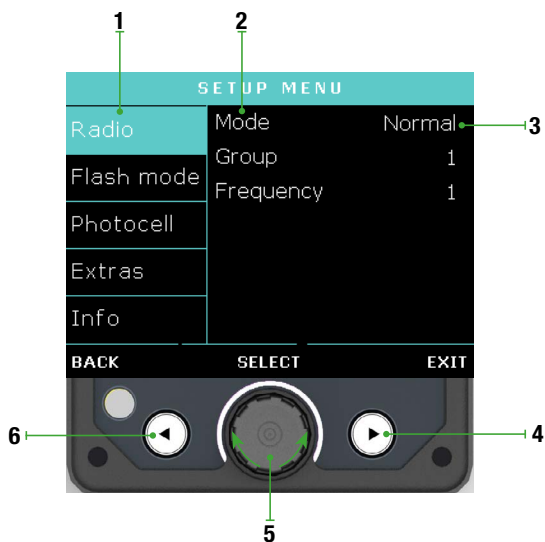 1 2
SETUP MENU
Radio Mode Normal 3
Group 1
Flash mode
Frequency 1
Photocell
Extras
Info
BACK SELECT EXIT
6 4
5